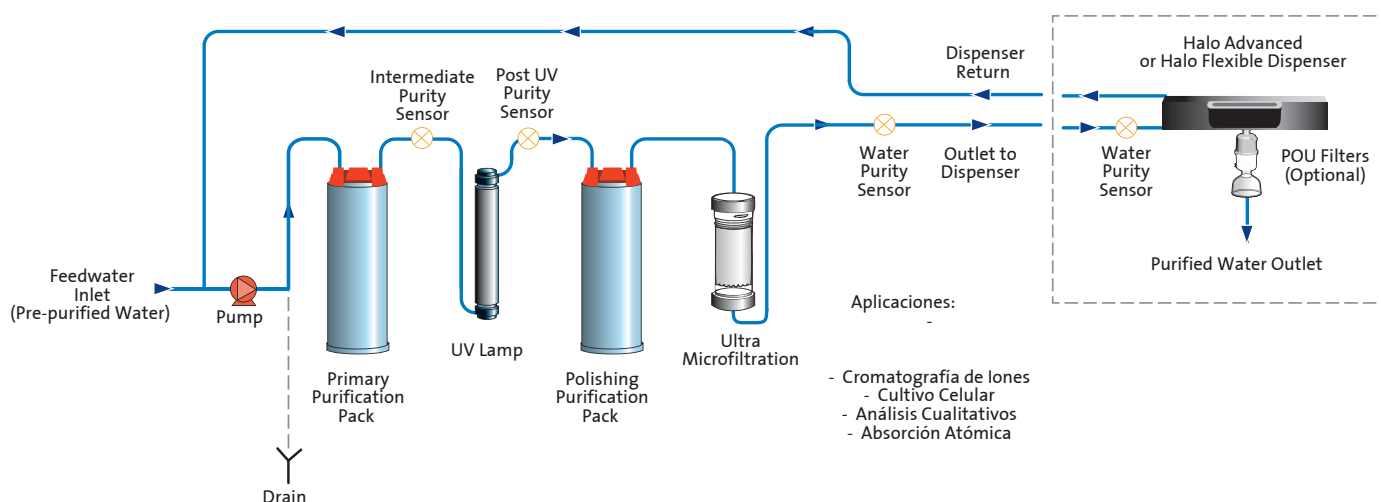 Halo Advanced
or Halo Flexible Dispenser
Dispenser
Return
Intermediate
Purity
Sensor
Post UV
Purity
Sensor
Water
Purity
Sensor
Outlet to
Dispenser
Water
Purity
Sensor
POU Filters
(Optional)
Purified Water Outlet
Feedwater
Inlet
(Pre-purified Water)
Pump
UV Lamp
Ultra
Microfiltration
Primary
Purification
Pack
Polishing
Purification
Pack
Drain
Aplicaciones:
-
- Cromatografía de Iones
- Cultivo Celular
- Análisis Cualitativos
- Absorción Atómica